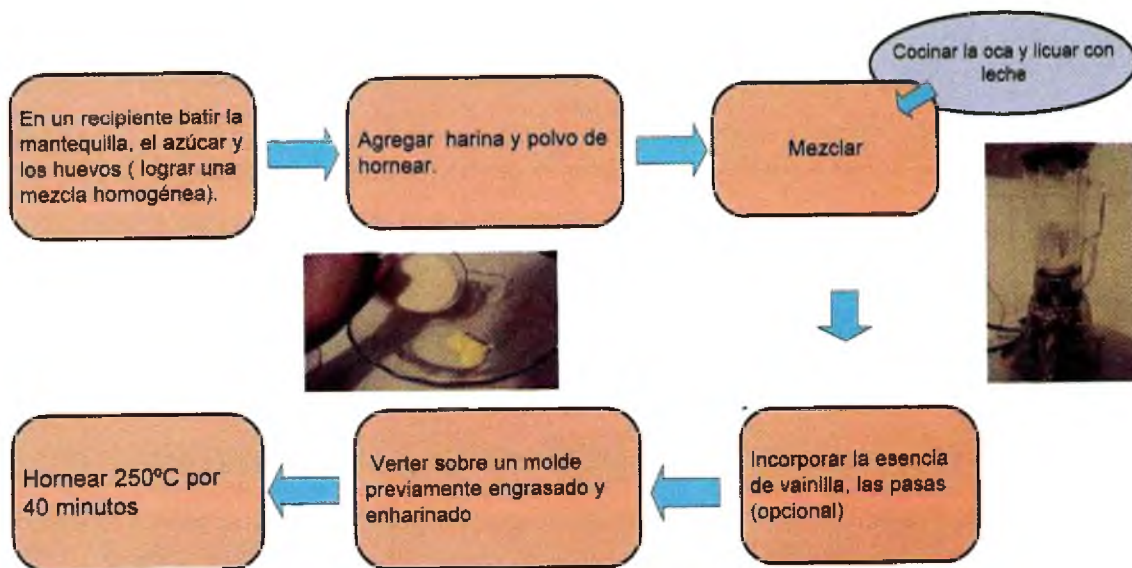 Cocinar la oca y licuar con
leche
En un recipiente batir la
mantequilla, el azúcar y
los huevos ( lograr una
mezcla homogénea).
Agregar harina y polvo de
hornear.
Mezclar
Incorporar la esencia
de vainilla, las pasas
(opcional)
Verter sobre un molde
previamente engrasado y
enharinado
Hornear 250ºC por
40 minutos